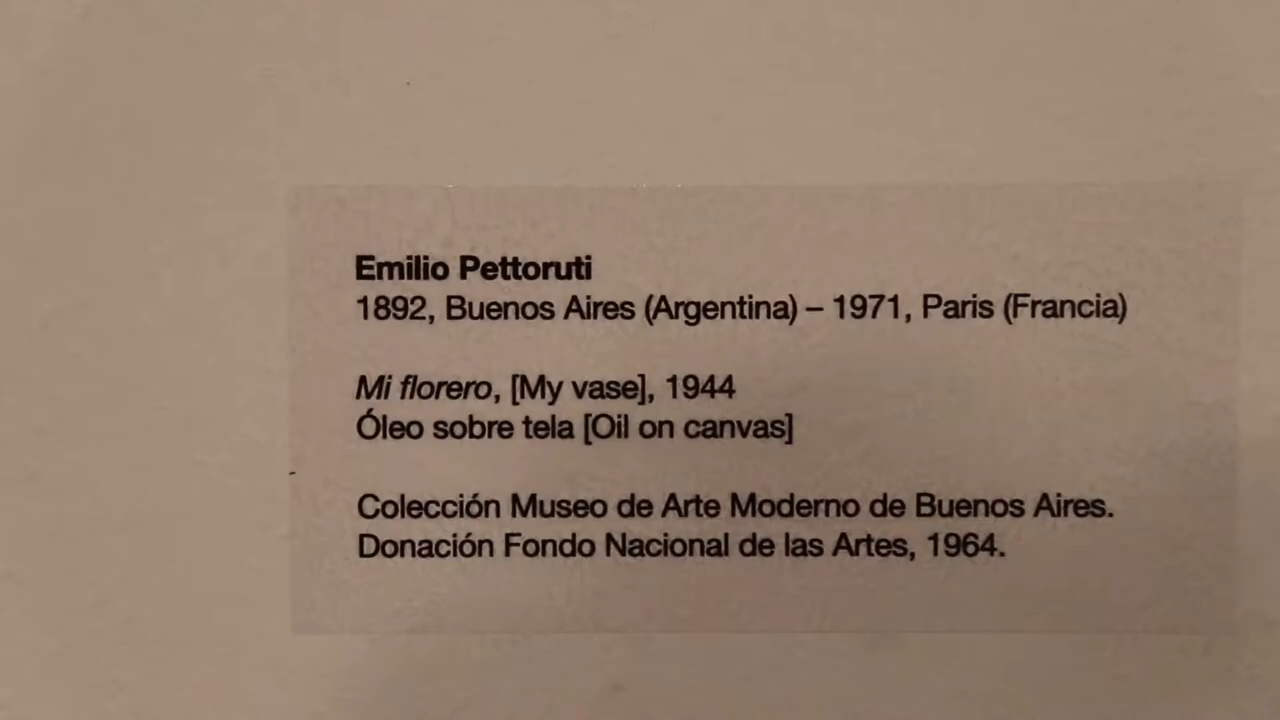 Emilio Pettoruti
1892, Buenos Aires (Argentina) – 1971, Paris (Francia)
Mi florero, [My vase], 1944
Óleo sobre tela [Oil on canvas]
Colección Museo de Arte Moderno de Buenos Aires.
Donación Fondo Nacional de las Artes, 1964.